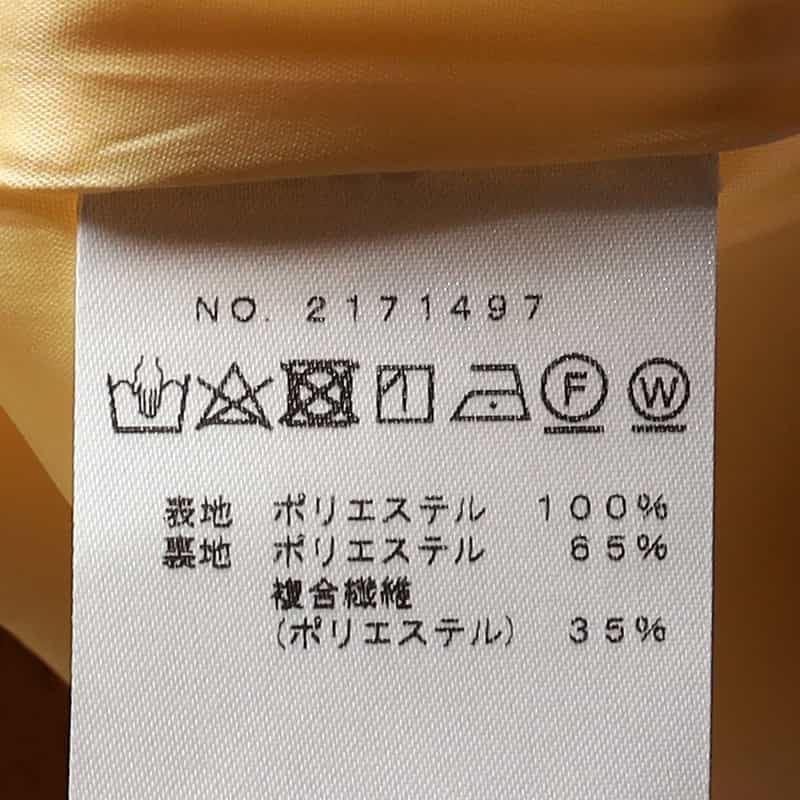 NO. 2171497
F W
表地 ポリエステル 100%
裏地 ポリエステル 65%
複合繊維
(ポリエステル) 35%